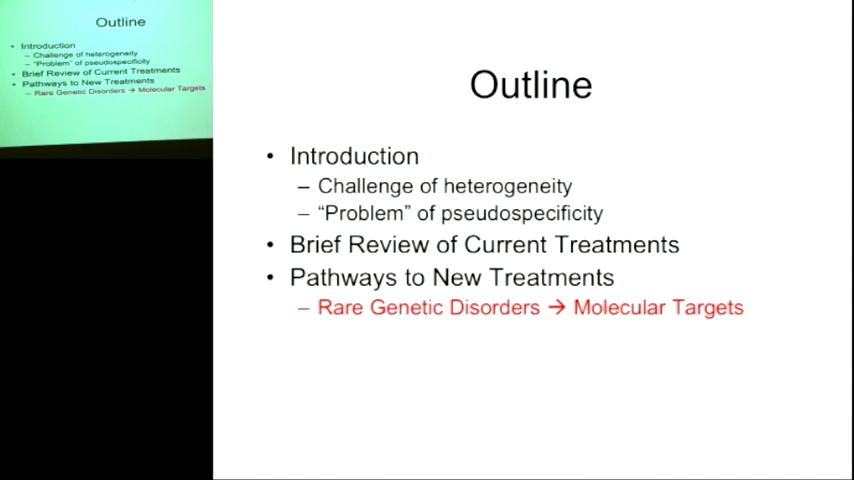 Outline
• Introduction
– Challenge of heterogeneity
– "Problem" of pseudospecificity
• Brief Review of Current Treatments
• Pathways to New Treatments
– Rare Genetic Disorders → Molecular Targets
Outline
• Introduction
– Challenge of heterogeneity
– “Problem” of pseudospecificity
• Brief Review of Current Treatments
• Pathways to New Treatments
– Rare Genetic Disorders → Molecular Targets